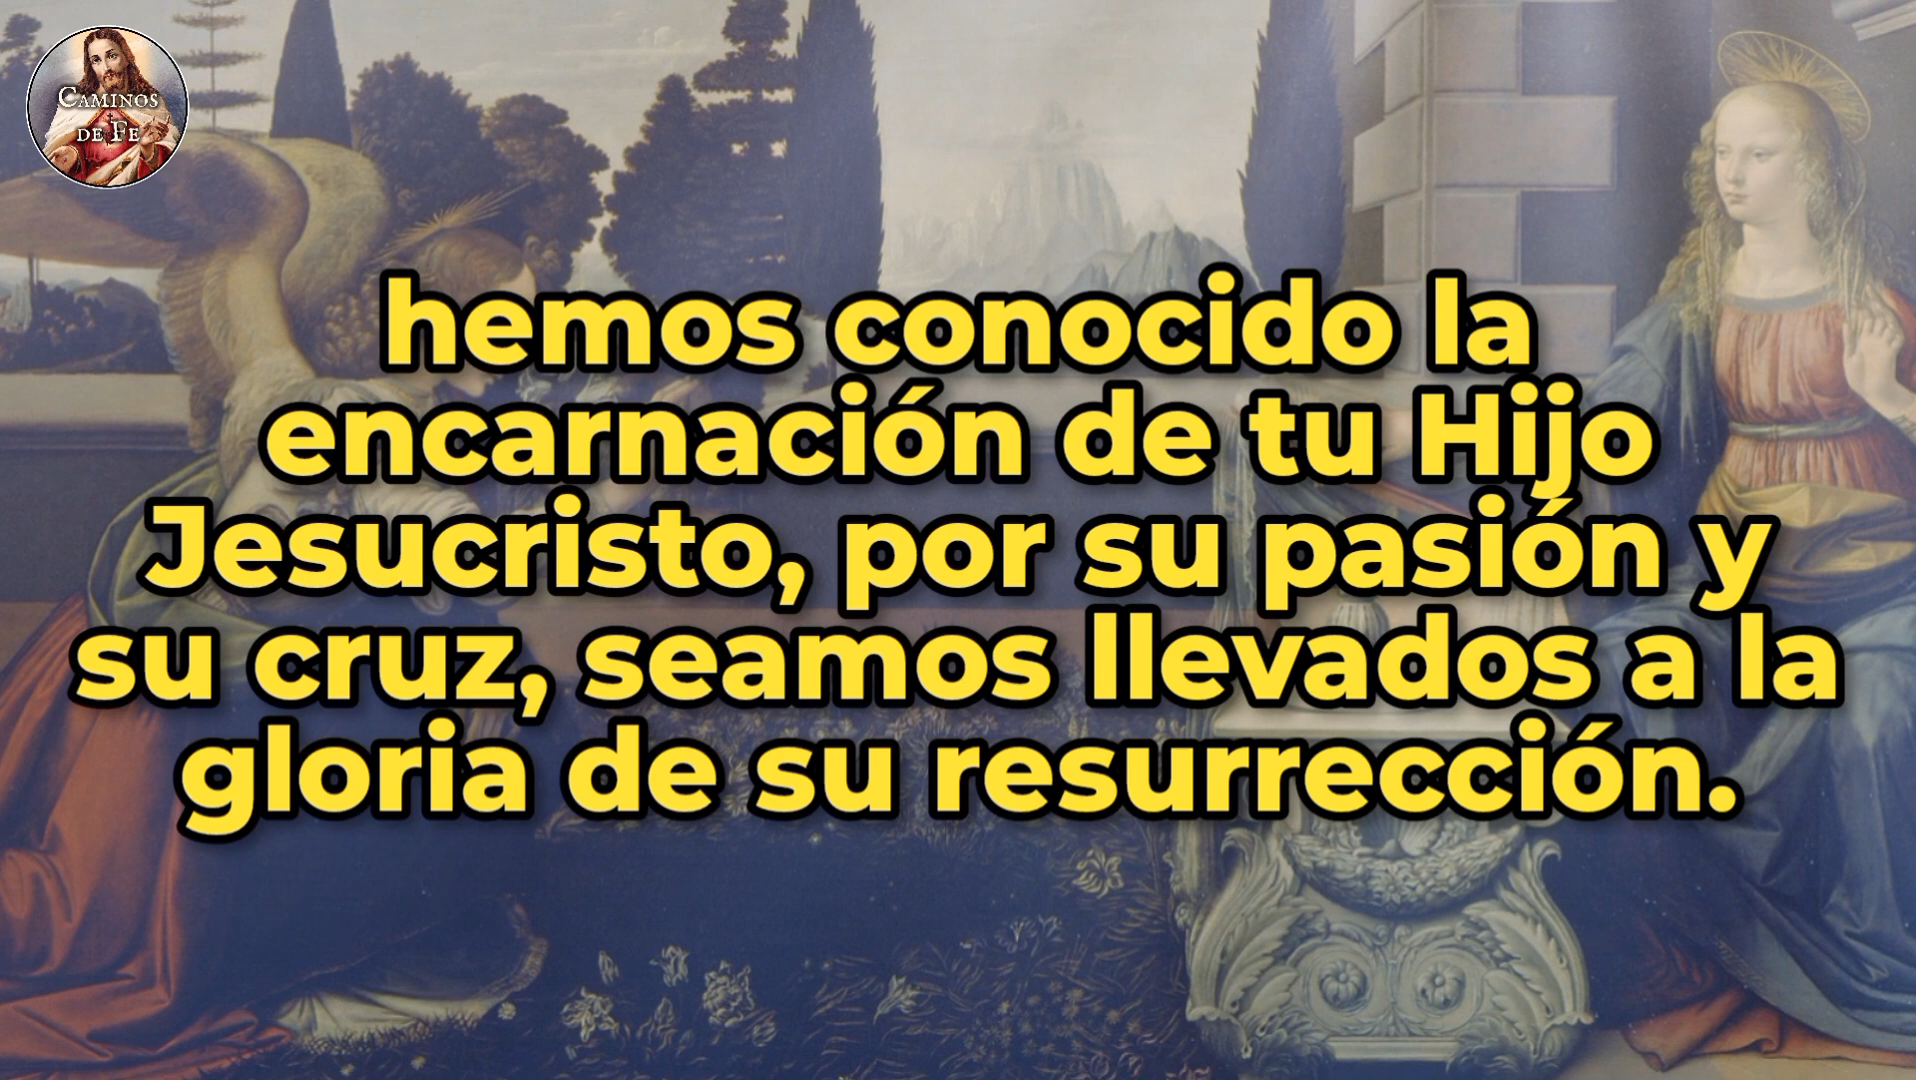 CAMINOS
DE FE
hemos conocido la
encarnación de tu Hijo
Jesucristo, por su pasión y
su cruz, seamos llevados a la
gloria de su resurrección.